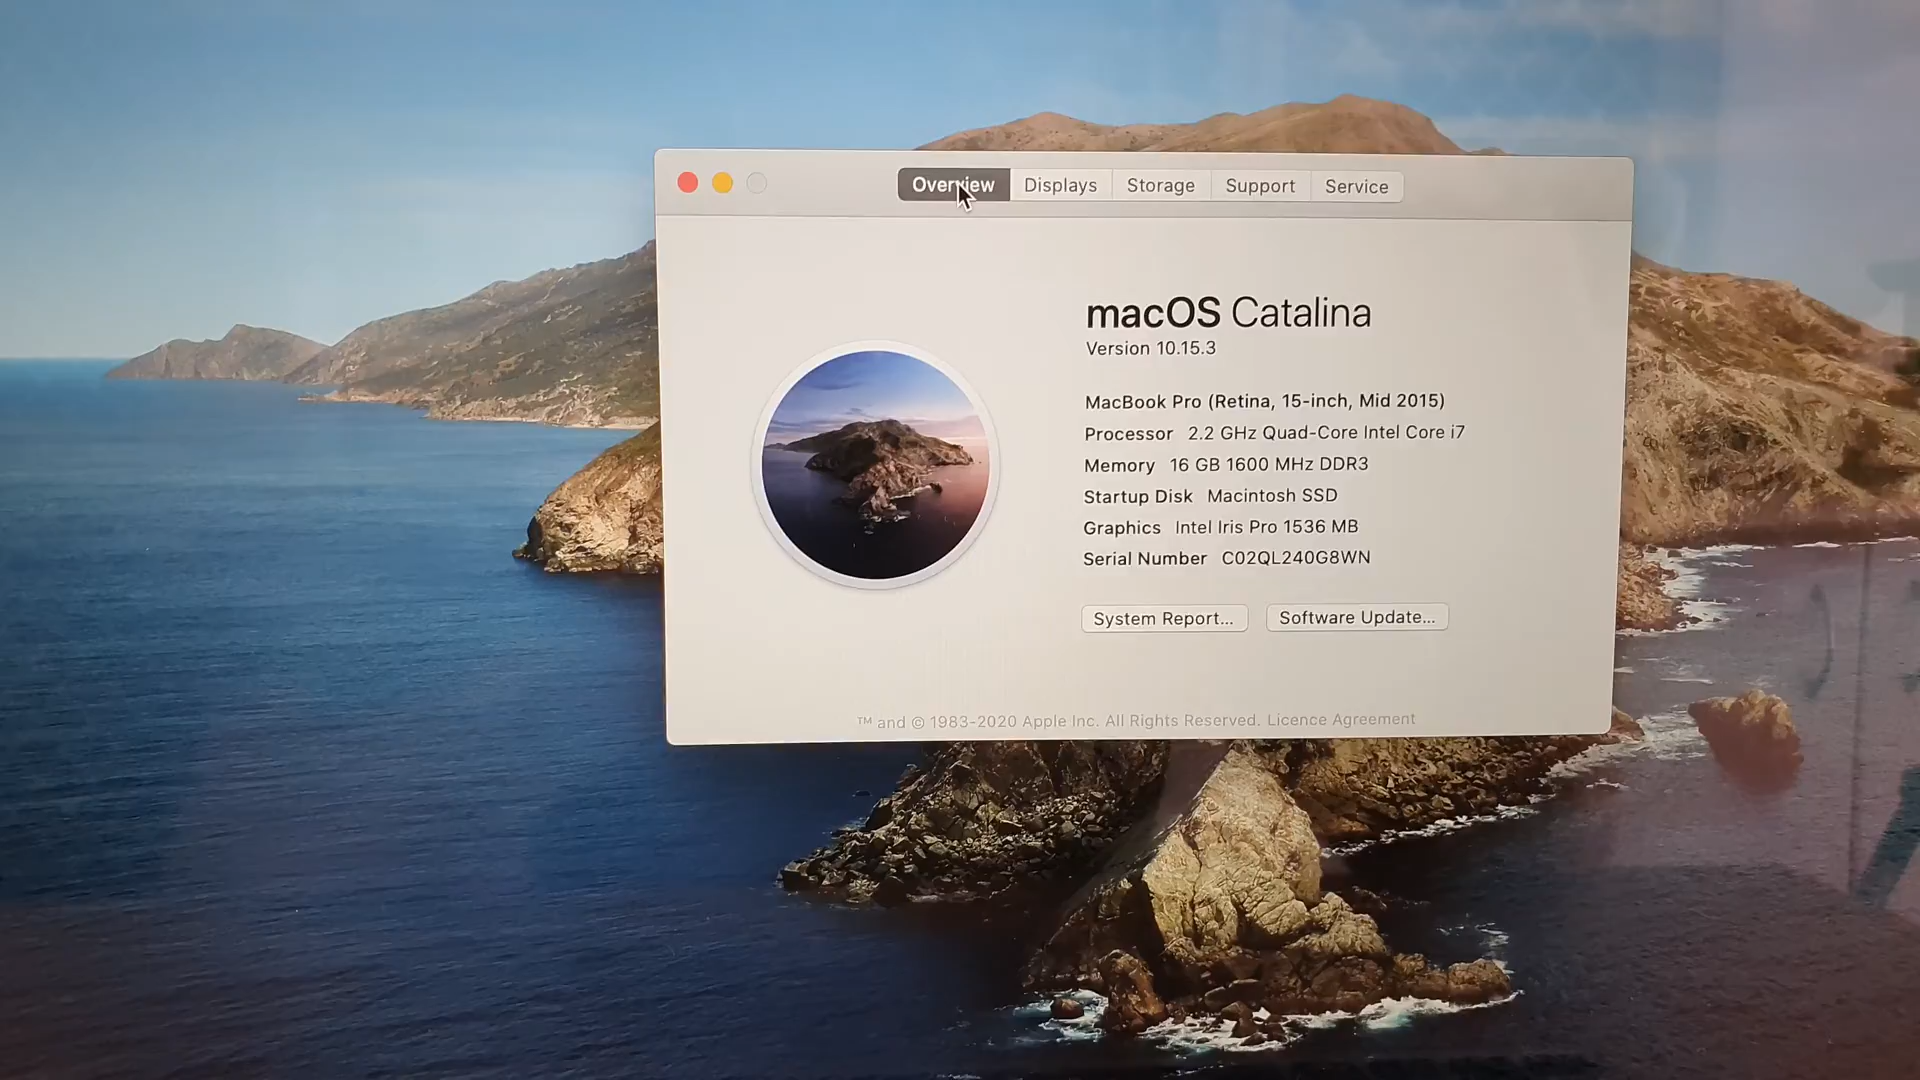 Overview Displays Storage Support Service
macOS Catalina
Version 10.15.3
MacBook Pro (Retina, 15-inch, Mid 2015)
Processor 2.2 GHz Quad-Core Intel Core i7
Memory 16 GB 1600 MHz DDR3
Startup Disk Macintosh SSD
Graphics Intel Iris Pro 1536 MB
Serial Number C02QL240G8WN
System Report... Software Update...
™ and © 1983-2020 Apple Inc. All Rights Reserved. Licence Agreement